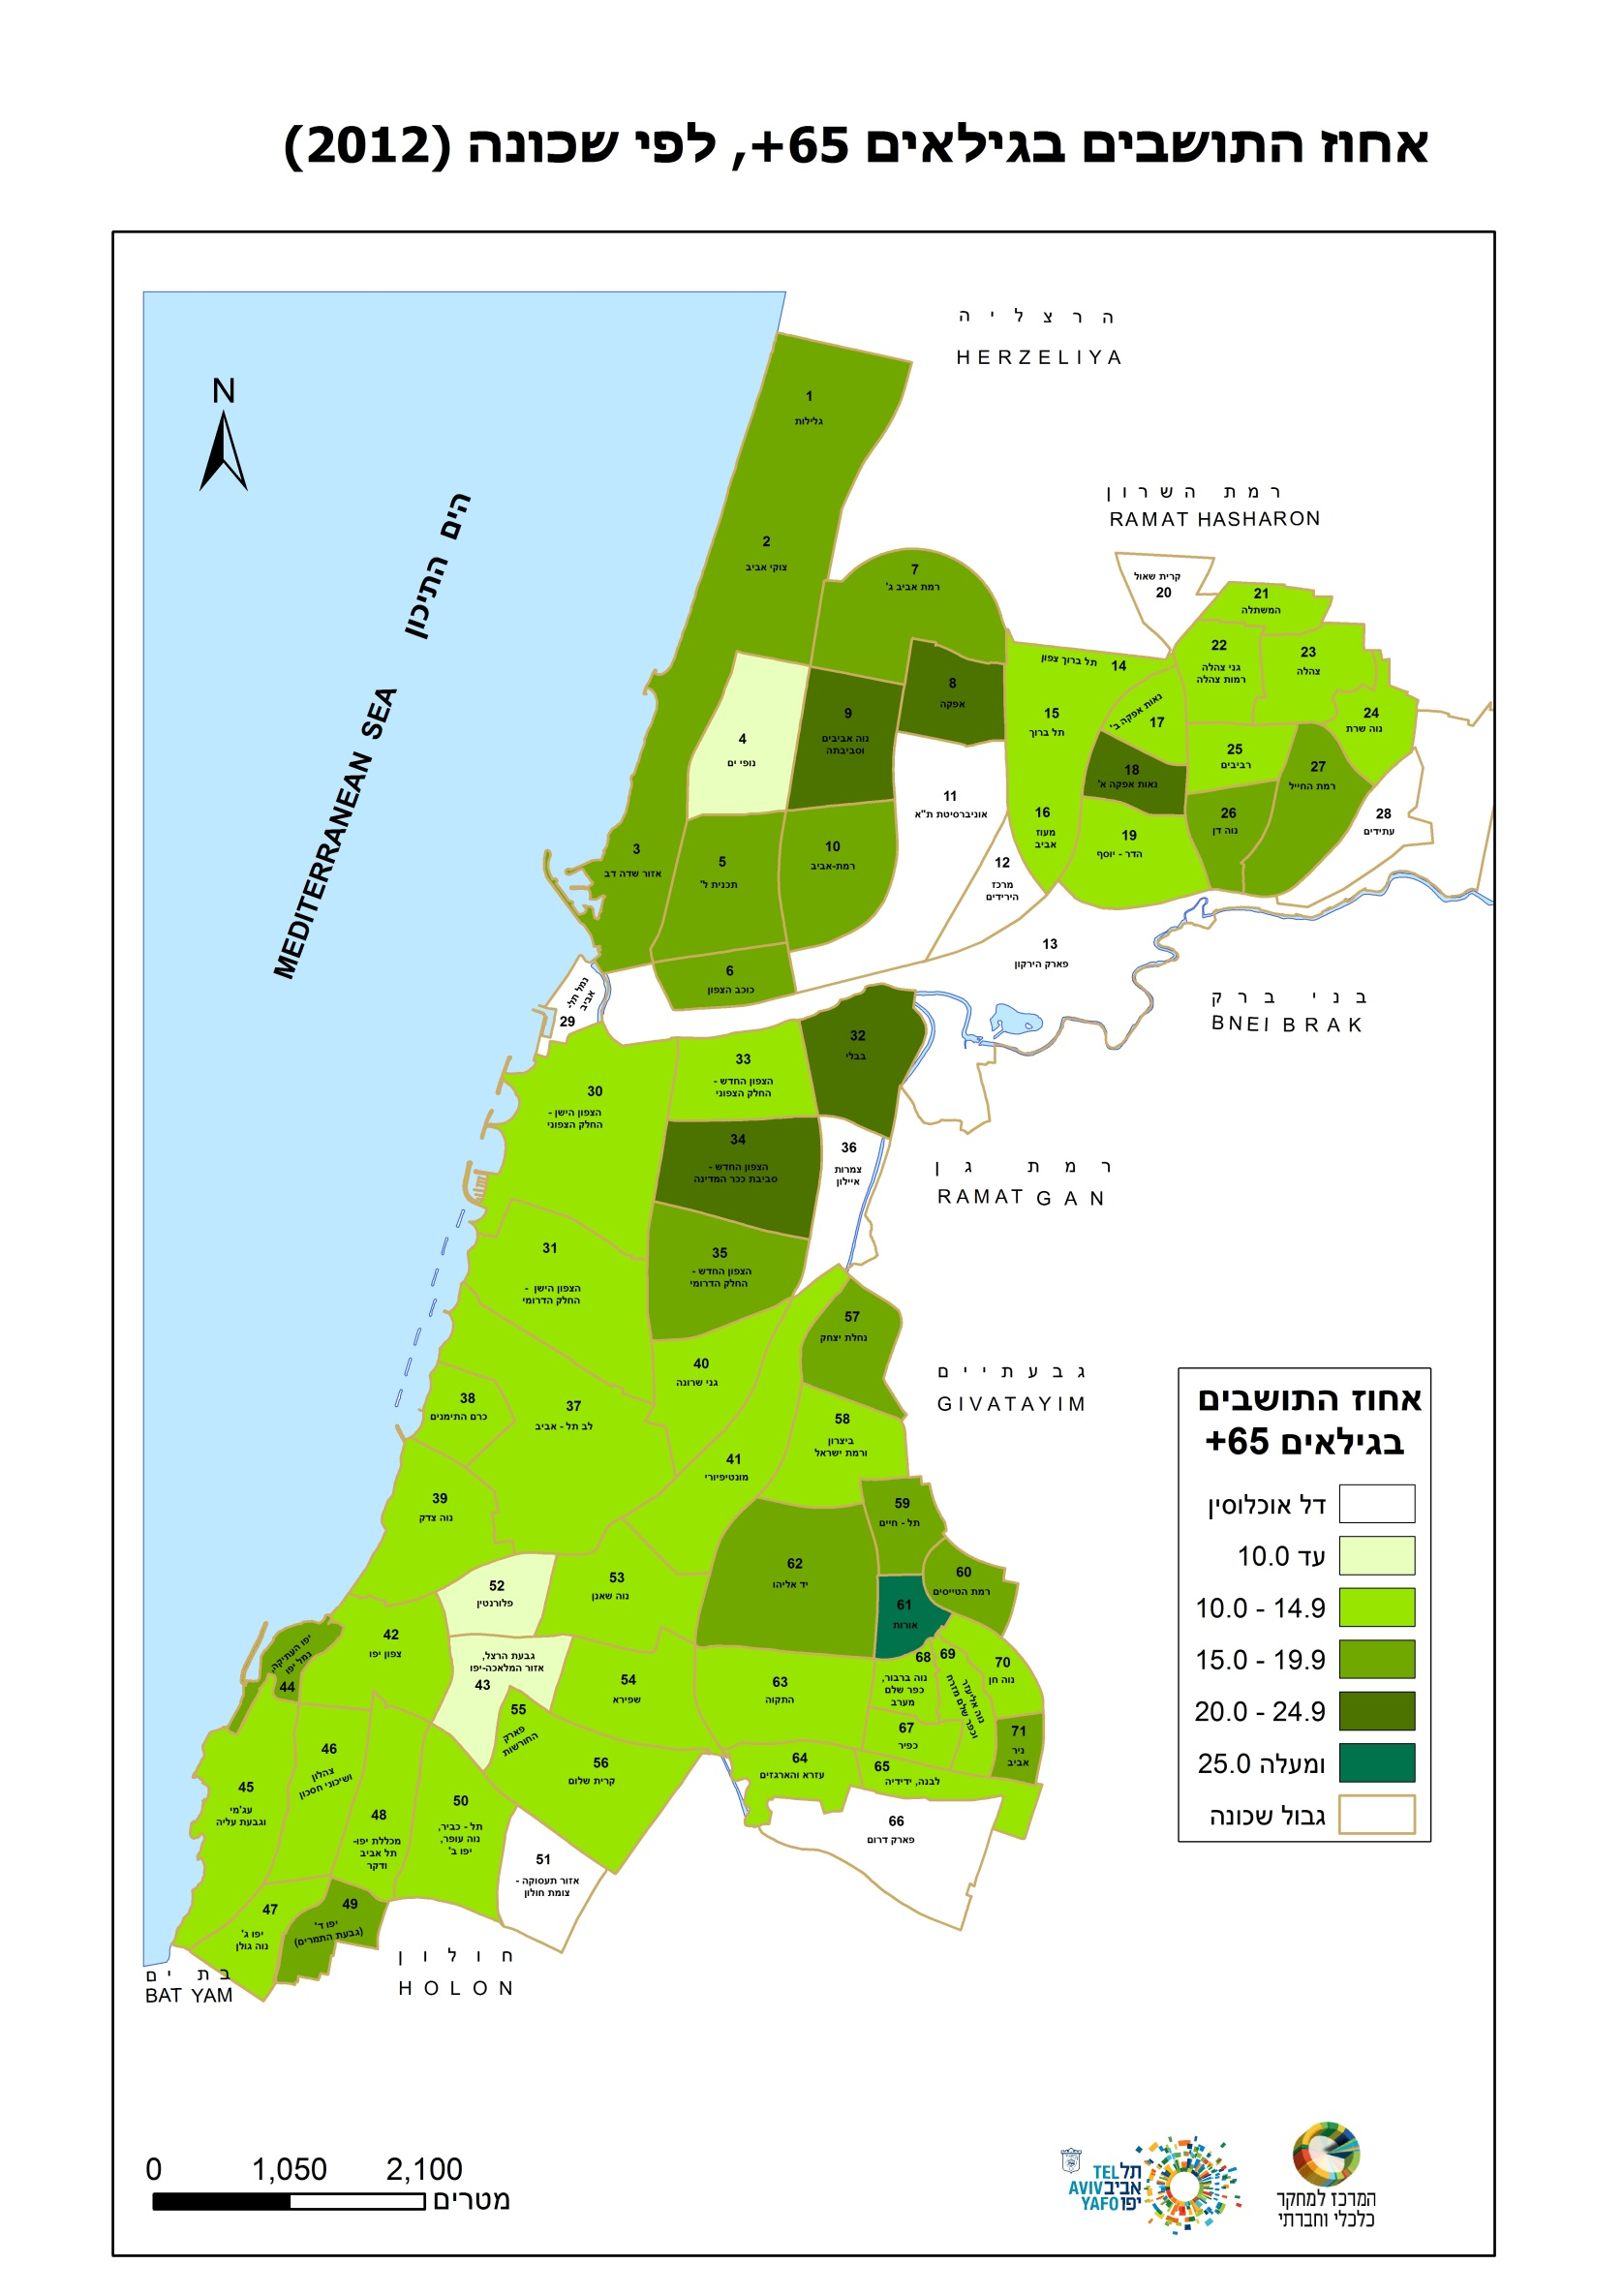 אחוז התושבים בגילאים 65+, לפי שכונה (2012)
הרצליה
HERZELIYA
N
הים התיכון
MEDITERRANEAN SEA
רמת השרון
RAMAT HASHARON
בני ברק
BNEI BRAK
רמת גן
RAMAT GAN
גבעתיים
GIVATAYIM
חולון
HOLON
בת ים
BAT YAM
1
גלילות
2
צוקי אביב
3
אזור שדה דב
4
נופי ים
5
תכנית ל'
6
כוכב הצפון
7
רמת אביב ג'
8
אפקה
9
נוה אביבים
וסביבתה
10
רמת-אביב
11
אוניברסיטת ת"א
12
מרכז
הירידים
13
פארק הירקון
14
תל ברוך צפון
15
תל ברוך
16
מעוז
אביב
17
נאות אפקה ב'
18
נאות אפקה א'
19
הדר - יוסף
קרית שאול
20
21
המשתלה
22
גני צהלה
רמות צהלה
23
צהלה
24
נוה שרת
25
רביבים
26
נוה דן
27
רמת החייל
28
עתידים
נמל תל-
אביב
29
30
הצפון הישן -
החלק הצפוני
31
הצפון הישן -
החלק הדרומי
32
בבלי
33
הצפון החדש -
החלק הצפוני
34
הצפון החדש -
סביבת ככר המדינה
35
הצפון החדש -
החלק הדרומי
36
צמרות
איילון
37
לב תל - אביב
38
כרם התימנים
39
נוה צדק
40
גני שרונה
41
מונטיפיורי
42
צפון יפו
גבעת הרצל,
אזור המלאכה-יפו
43
יפו העתיקה,
נמל יפו
44
45
עג'מי
וגבעת עליה
46
צהלון
ושיכוני חסכון
47
יפו ג'
נוה גולן
48
מכללת יפו-
תל אביב
ודקר
49
יפו ד'
(גבעת התמרים)
50
תל - כביר,
נוה עופר,
יפו ב'
51
אזור תעסוקה -
צומת חולון
52
פלורנטין
53
נוה שאנן
54
שפירא
55
פארק
החורשות
56
קרית שלום
57
נחלת יצחק
58
ביצרון
ורמת ישראל
59
תל - חיים
60
רמת הטייסים
61
אורות
62
יד אליהו
63
התקוה
64
עזרא והארגזים
65
לבנה, ידידיה
66
פארק דרום
67
כפיר
68
נוה ברבור,
כפר שלם
מערב
69
נוה אליעזר
וכפר שלם מזרח
70
נוה חן
71
ניר
אביב
אחוז התושבים
בגילאים 65+
דל אוכלוסין
עד 10.0
10.0 - 14.9
15.0 - 19.9
20.0 - 24.9
25.0 ומעלה
גבול שכונה
0 1,050 2,100
מטרים
TEL תל
AVIV אביב
YAFO יפו
המרכז למחקר
כלכלי וחברתי